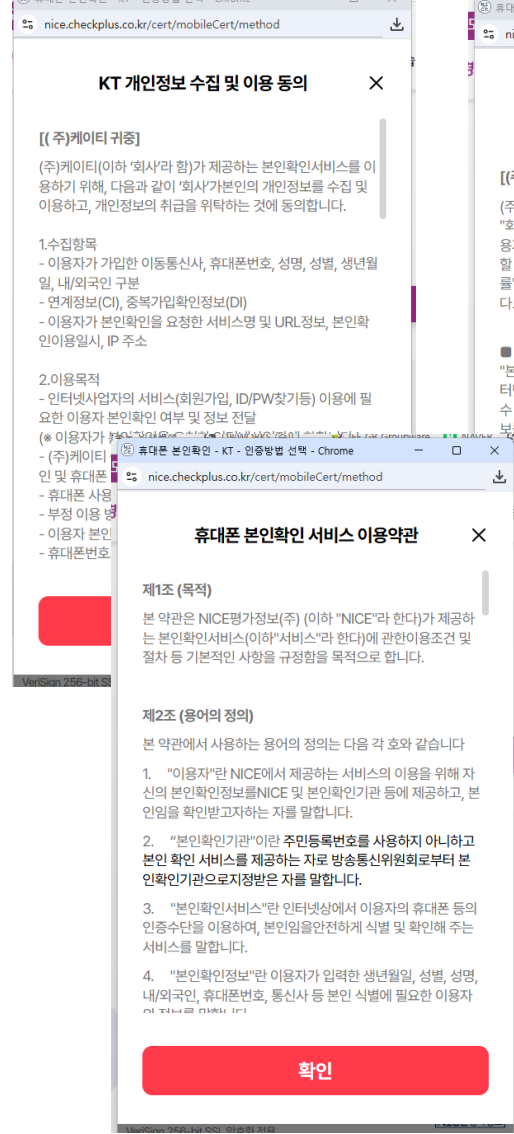 nice.checkplus.co.kr/cert/mobileCert/method
KT 개인정보 수집 및 이용 동의
[( 주)케이티 귀중]
(주)케이티(이하 ‘회사’라 함)가 제공하는 본인확인서비스를 이
용하기 위해, 다음과 같이 ‘회사’가본인의 개인정보를 수집 및
이용하고, 개인정보의 취급을 위탁하는 것에 동의합니다.
1.수집항목
- 이용자가 가입한 이동통신사, 휴대폰번호, 성명, 성별, 생년월
일, 내/외국인 구분
- 연계정보(CI), 중복가입확인정보(DI)
- 이용자가 본인확인을 요청한 서비스명 및 URL정보, 본인확
인이용일시, IP 주소
2.이용목적
- 인터넷사업자의 서비스(회원가입, ID/PW찾기등) 이용에 필
요한 이용자 본인확인 여부 및 정보 전달
(※ 이용자가
- (주)케이티
인 및 휴대폰
- 휴대폰 사용
- 부정 이용 방
- 이용자 본인
- 휴대폰번호
VeriSign 256-bit SS
휴대폰 본인확인 - KT - 인증방법 선택 - Chrome
nice.checkplus.co.kr/cert/mobileCert/method
휴대폰 본인확인 서비스 이용약관
제1조 (목적)
본 약관은 NICE평가정보(주) (이하 "NICE"라 한다)가 제공하
는 본인확인서비스(이하"서비스"라 한다)에 관한이용조건 및
절차 등 기본적인 사항을 규정함을 목적으로 합니다.
제2조 (용어의 정의)
본 약관에서 사용하는 용어의 정의는 다음 각 호와 같습니다
1. "이용자"란 NICE에서 제공하는 서비스의 이용을 위해 자
신의 본인확인정보를NICE 및 본인확인기관 등에 제공하고, 본
인임을 확인받고자하는 자를 말합니다.
2. “본인확인기관"이란 주민등록번호를 사용하지 아니하고
본인 확인 서비스를 제공하는 자로 방송통신위원회로부터 본
인확인기관으로지정받은 자를 말합니다.
3. "본인확인서비스"란 인터넷상에서 이용자의 휴대폰 등의
인증수단을 이용하여, 본인임을안전하게 식별 및 확인해 주는
서비스를 말합니다.
4. "본인확인정보"란 이용자가 입력한 생년월일, 성별, 성명,
내/외국인, 휴대폰번호, 통신사 등 본인 식별에 필요한 이용자
확인
VeriSign 256-bit SSL 암호화 적용